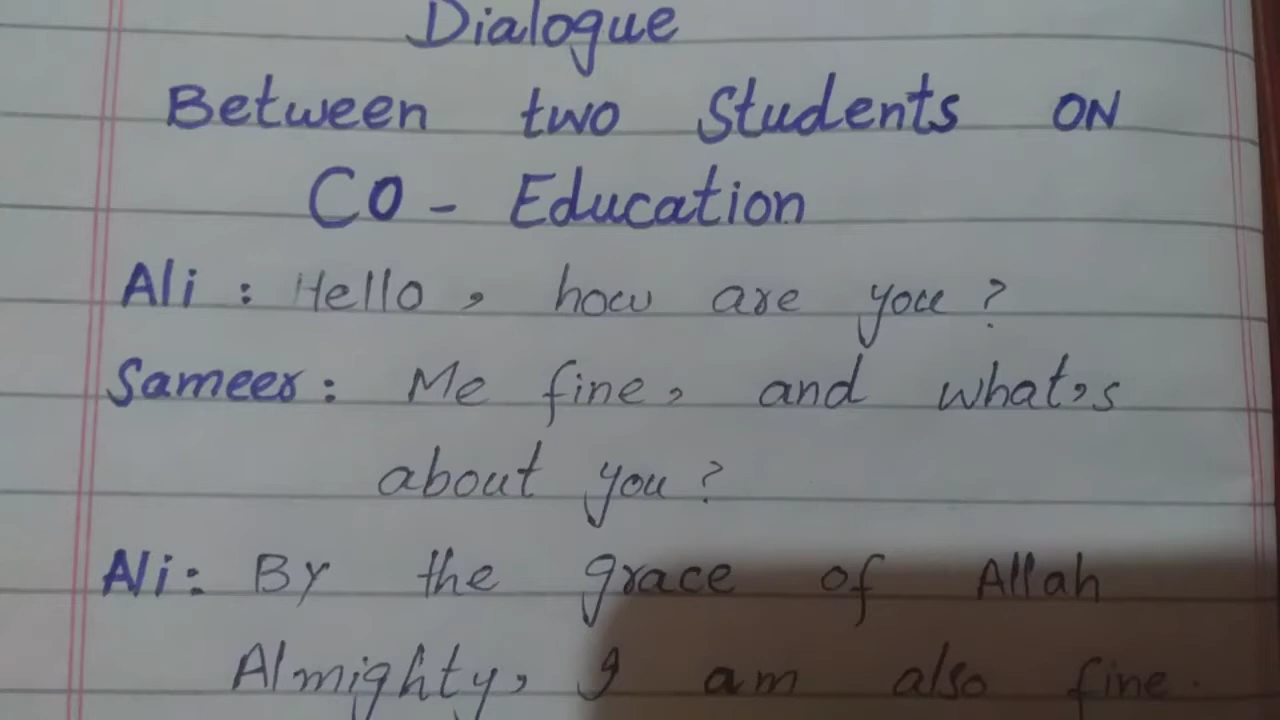 Dialogue
Between two Students ON
CO - Education
Ali : Hello, how are you?
Sameer : Me fine, and what,s
about you?
Ali : By the grace of Allah
Almighty, I am also fine.